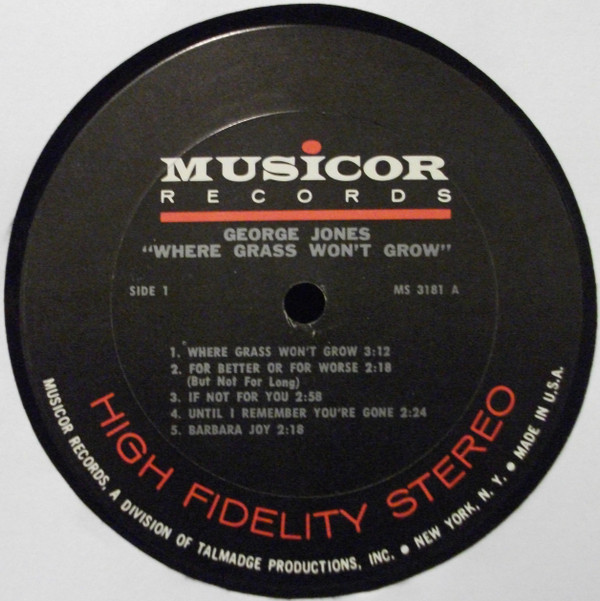 MUSiCOR
RECORDS
GEORGE JONES
“WHERE GRASS WON'T GROW”
SIDE 1
MS 3181 A
1. WHERE GRASS WON'T GROW 3:12
2. FOR BETTER OR FOR WORSE 2:18
(But Not For Long)
3. IF NOT FOR YOU 2:58
4. UNTIL I REMEMBER YOU'RE GONE 2:24
5. BARBARA JOY 2:18
HIGH FIDELITY STEREO
MUSICOR RECORDS, A DIVISION OF TALMADGE PRODUCTIONS, INC. ● NEW YORK, N. Y. ● MADE IN U.S.A.